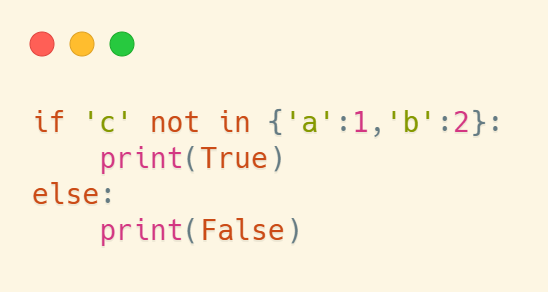 if 'c' not in {'a':1,'b':2}:
    print(True)
else:
    print(False)